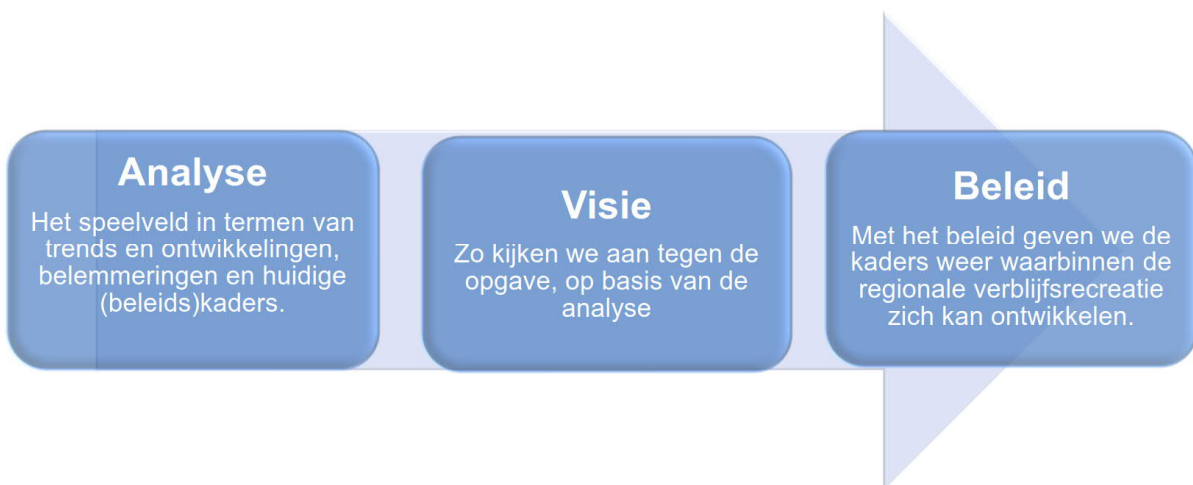 Analyse
Het speelveld in termen van
trends en ontwikkelingen,
belemmeringen en huidige
(beleids)kaders.
Visie
Zo kijken we aan tegen de
opgave, op basis van de
analyse
Beleid
Met het beleid geven we de
kaders weer waarbinnen de
regionale verblijfsrecreatie
zich kan ontwikkelen.